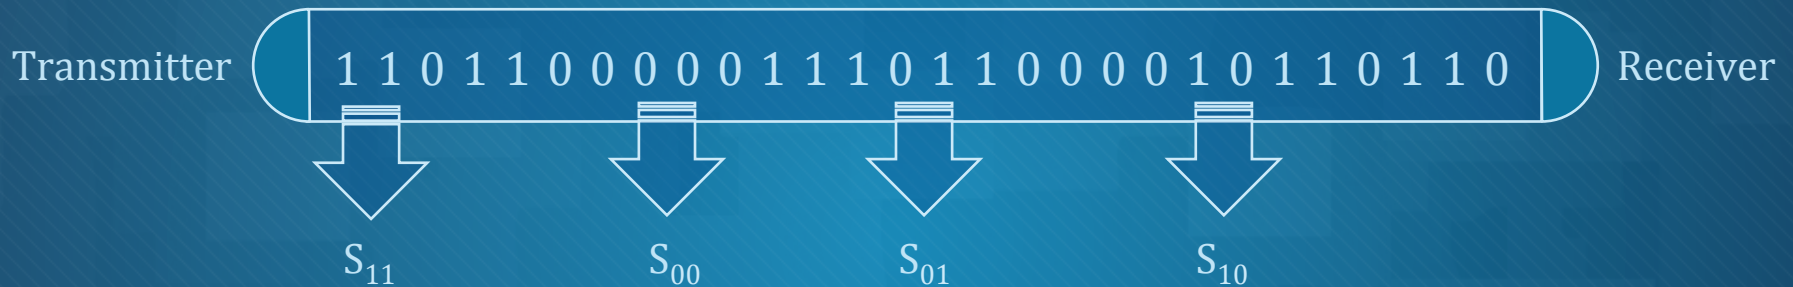 Transmitter 1 1 0 1 1 0 0 0 0 0 1 1 1 0 1 1 0 0 0 0 1 0 1 1 0 1 1 0 Receiver
S₁₁ S₀₀ S₀₁ S₁₀